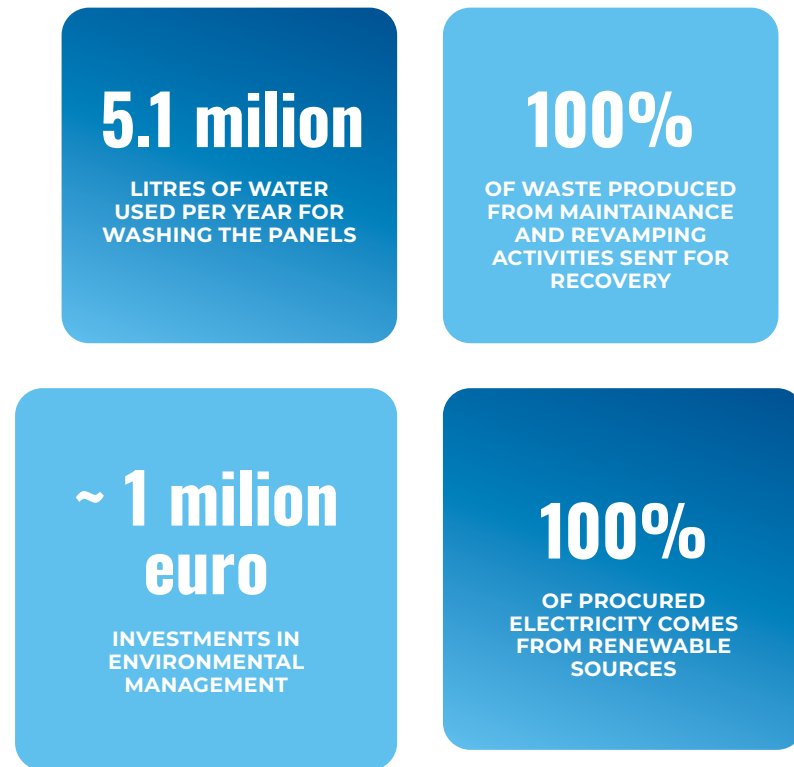 5.1 milion
LITRES OF WATER
USED PER YEAR FOR
WASHING THE PANELS
100%
OF WASTE PRODUCED
FROM MAINTAINANCE
AND REVAMPING
ACTIVITIES SENT FOR
RECOVERY
~ 1 milion
euro
INVESTMENTS IN
ENVIRONMENTAL
MANAGEMENT
100%
OF PROCURED
ELECTRICITY COMES
FROM RENEWABLE
SOURCES